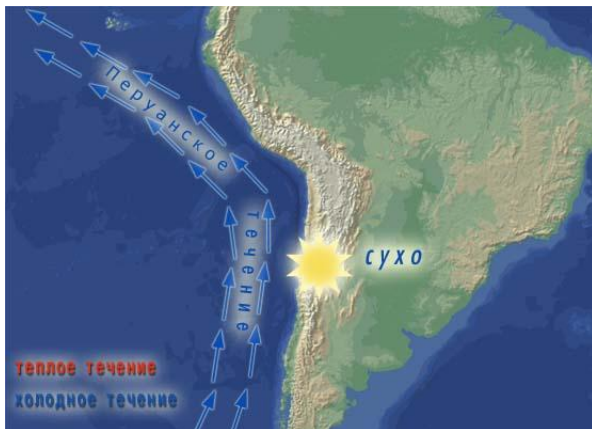 Перуанское
течение
сухо
теплое течение
холодное течение